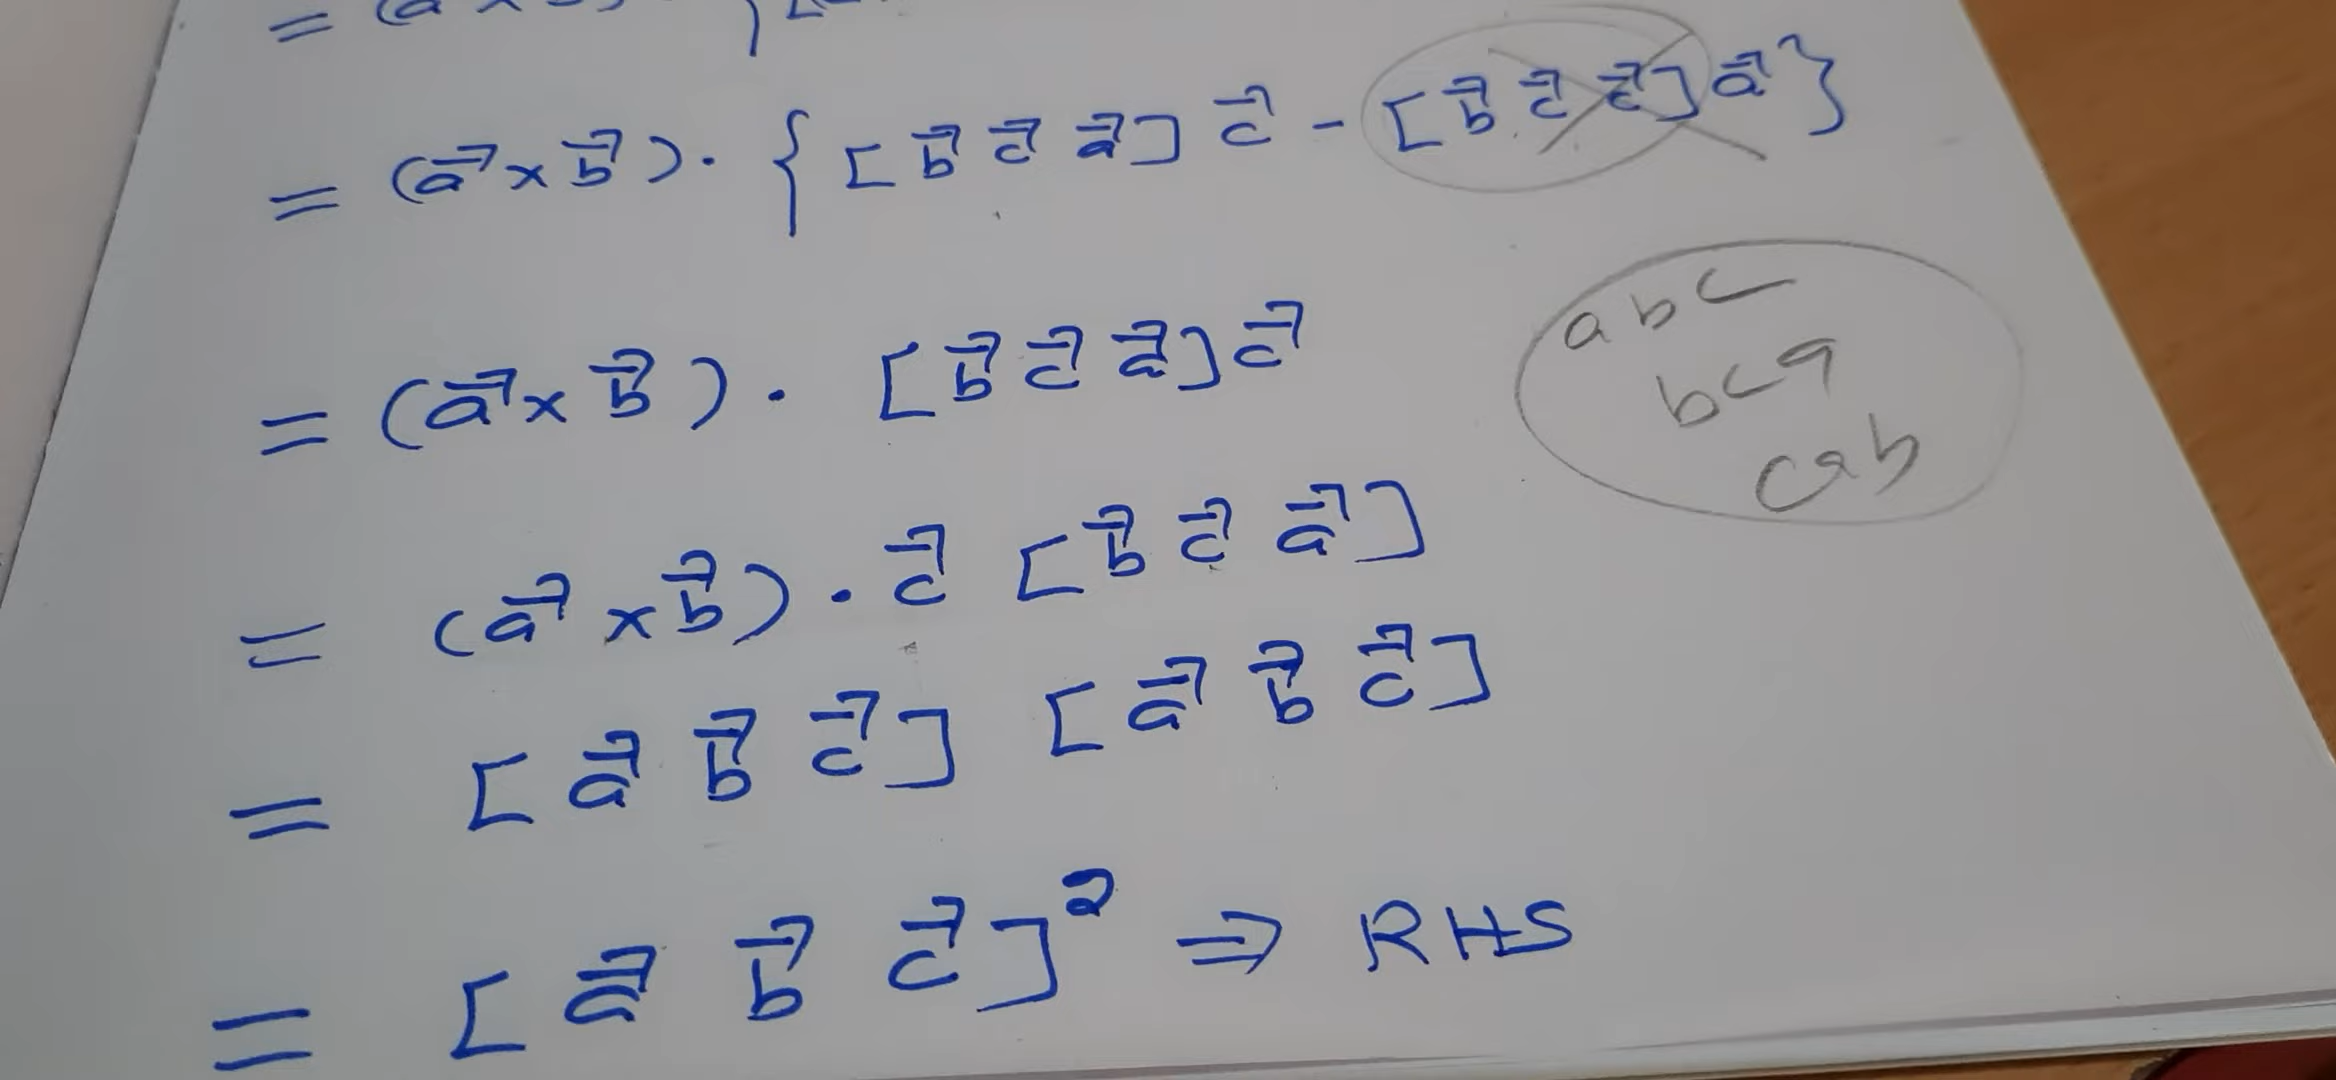 = (a⃗ × b⃗) · { [b⃗ c⃗ a⃗] c⃗ - [b⃗ c⃗ c⃗] a⃗ }
= (a⃗ × b⃗) · [b⃗ c⃗ a⃗] c⃗
abc
bca
cab
= (a⃗ × b⃗) · c⃗ [b⃗ c⃗ a⃗]
= [a⃗ b⃗ c⃗] [a⃗ b⃗ c⃗]
= [a⃗ b⃗ c⃗]² ⇒ RHS